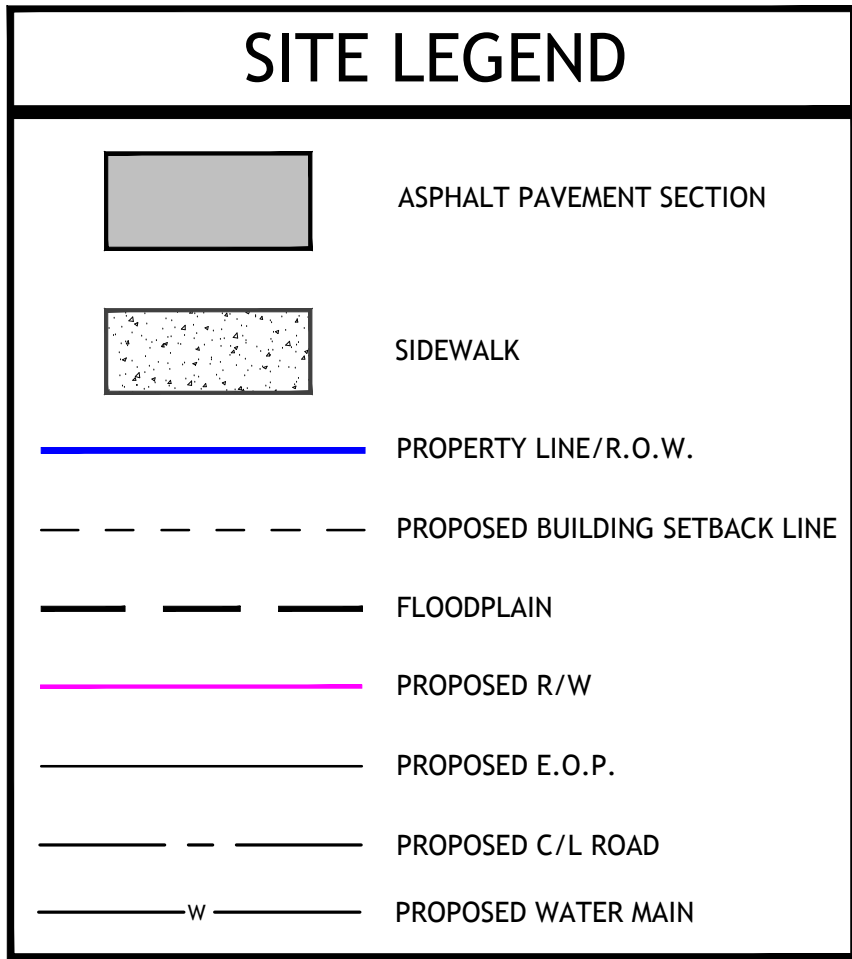 SITE LEGEND
ASPHALT PAVEMENT SECTION
SIDEWALK
PROPERTY LINE/R.O.W.
PROPOSED BUILDING SETBACK LINE
FLOODPLAIN
PROPOSED R/W
PROPOSED E.O.P.
PROPOSED C/L ROAD
W PROPOSED WATER MAIN